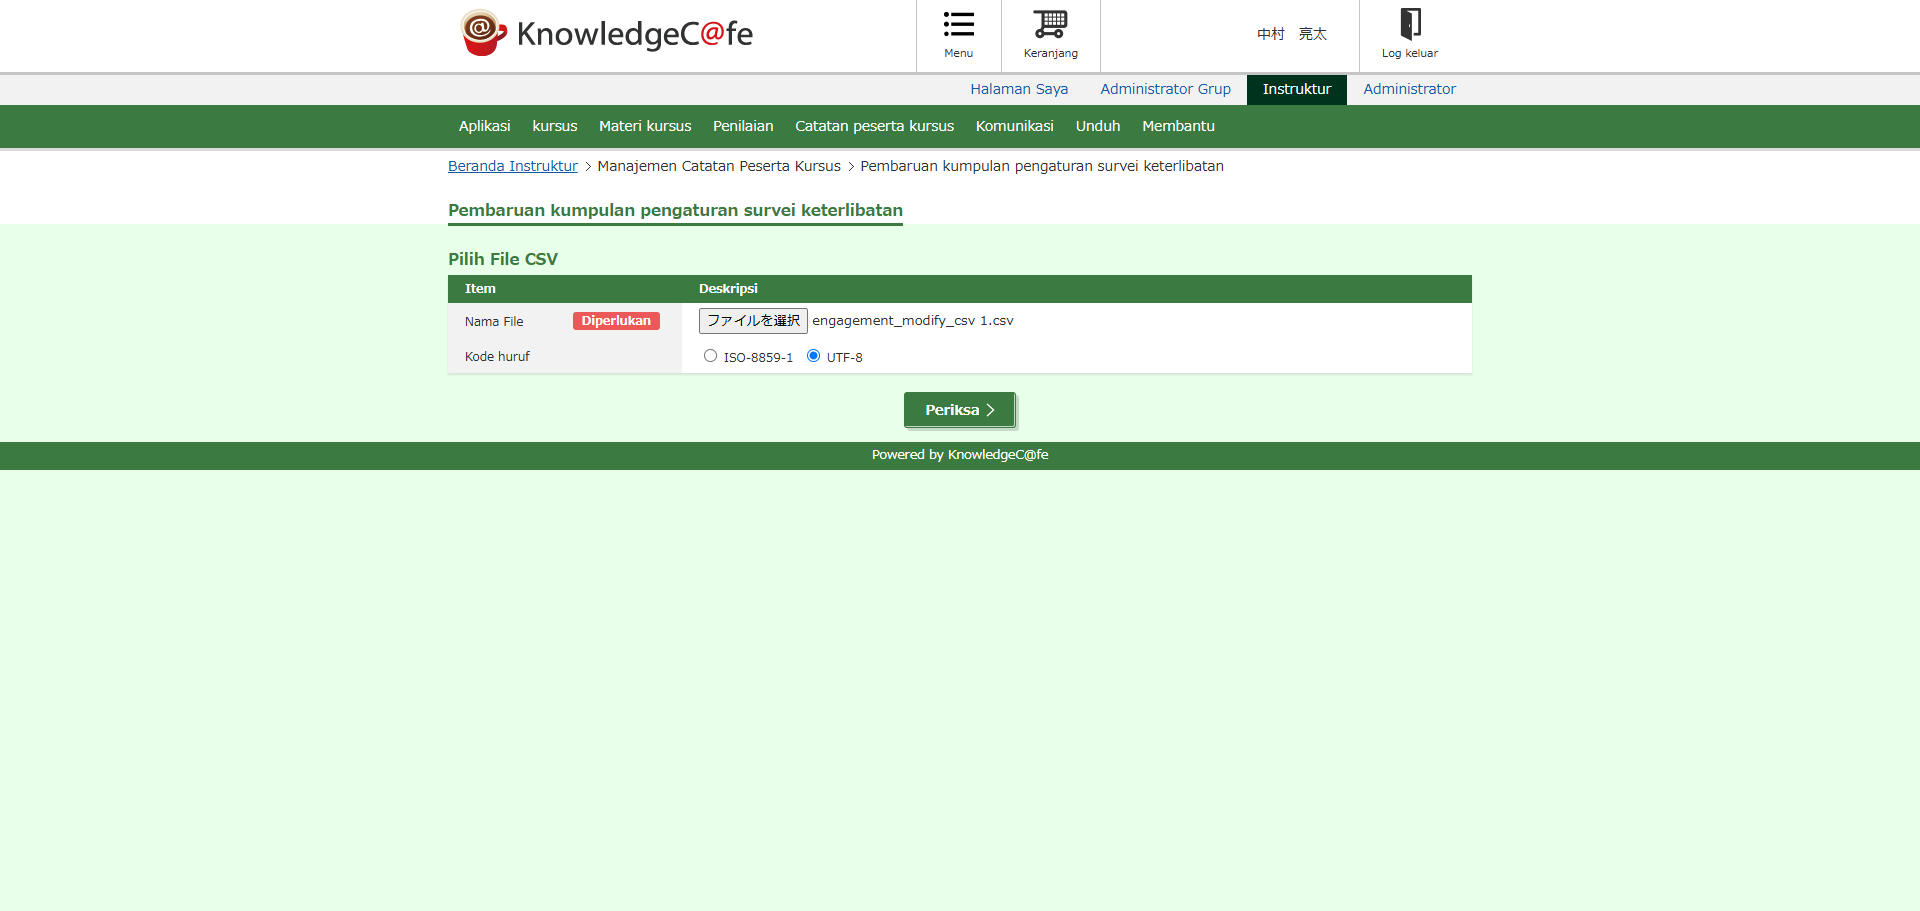 @ KnowledgeC@fe
Menu
Keranjang
中村　亮太
Log keluar
Halaman Saya Administrator Grup Instruktur Administrator
Aplikasi kursus Materi kursus Penilaian Catatan peserta kursus Komunikasi Unduh Membantu
Beranda Instruktur > Manajemen Catatan Peserta Kursus > Pembaruan kumpulan pengaturan survei keterlibatan
Pembaruan kumpulan pengaturan survei keterlibatan
Pilih File CSV
Item Deskripsi
Nama File Diperlukan ファイルを選択 engagement_modify_csv 1.csv
Kode huruf ISO-8859-1 UTF-8
Periksa >
Powered by KnowledgeC@fe